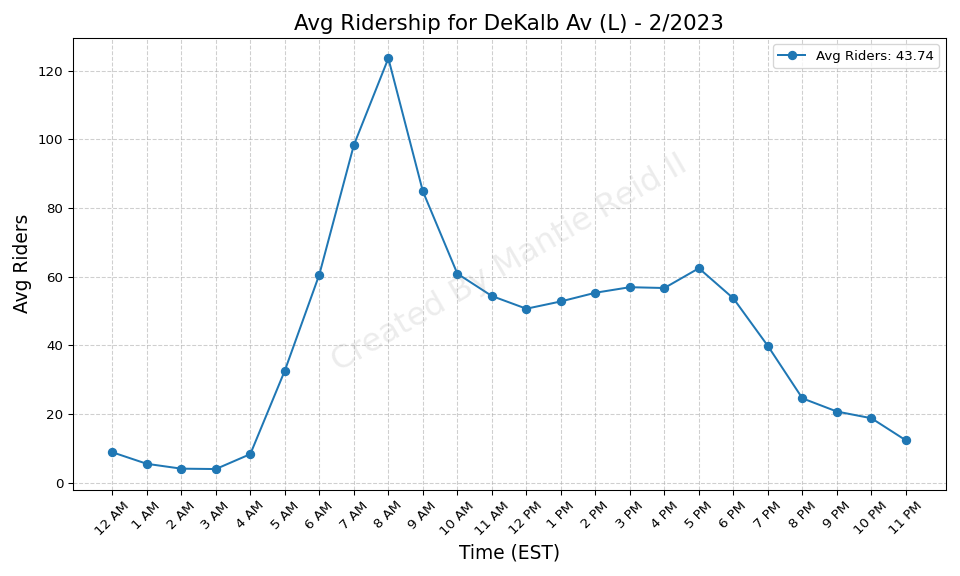 Avg Ridership for DeKalb Av (L) - 2/2023
Avg Riders: 43.74
120
100
80
60
40
20
0
Avg Riders
Created By Mantie Reid II
12 AM
1 AM
2 AM
3 AM
4 AM
5 AM
6 AM
7 AM
8 AM
9 AM
10 AM
11 AM
12 PM
1 PM
2 PM
3 PM
4 PM
5 PM
6 PM
7 PM
8 PM
9 PM
10 PM
11 PM
Time (EST)